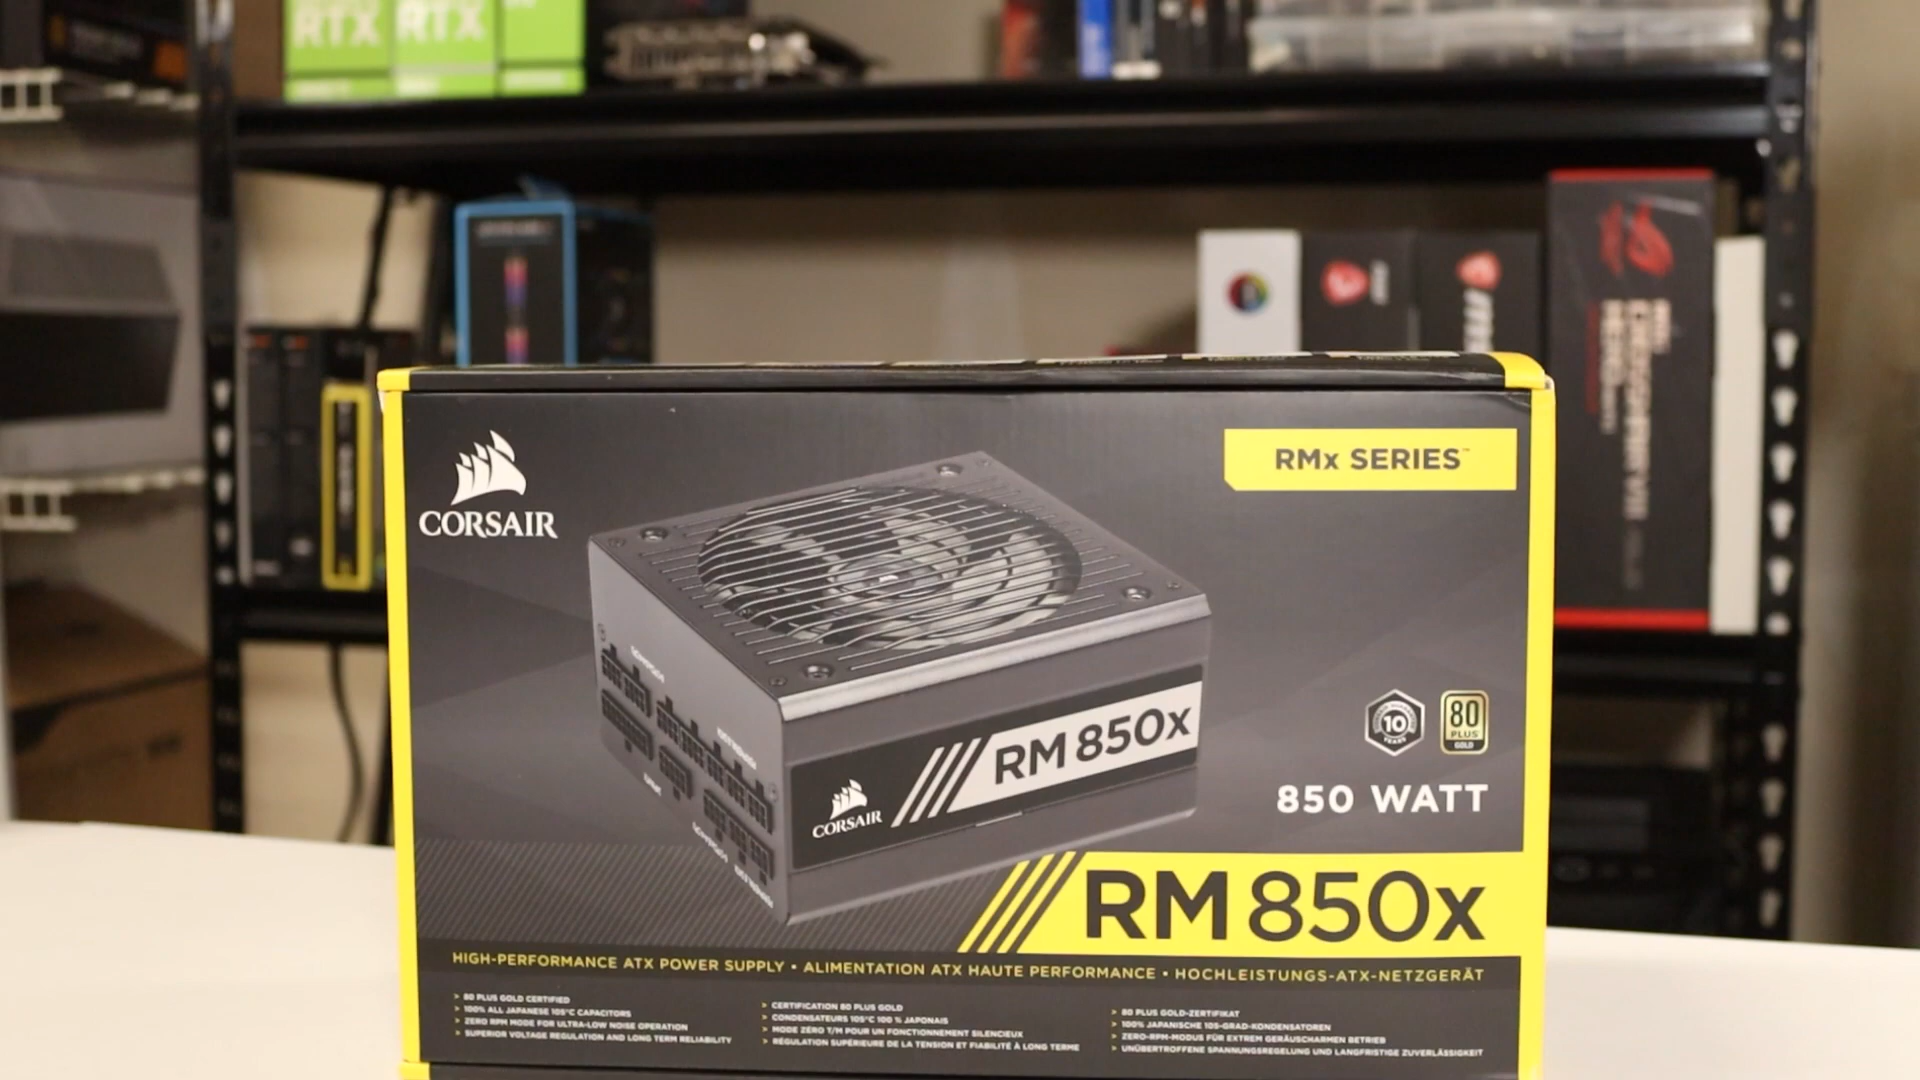 RTX RTX
CORSAIR
RMx SERIES™
RM 850x
CORSAIR
10
YEARS
80
PLUS
GOLD
850 WATT
RM850x
HIGH-PERFORMANCE ATX POWER SUPPLY • ALIMENTATION ATX HAUTE PERFORMANCE • HOCHLEISTUNGS-ATX-NETZGERÄT
> 80 PLUS GOLD CERTIFIED
> 100% ALL JAPANESE 105°C CAPACITORS
> ZERO RPM MODE FOR ULTRA-LOW NOISE OPERATION
> SUPERIOR VOLTAGE REGULATION AND LONG TERM RELIABILITY
> CERTIFICATION 80 PLUS GOLD
> CONDENSATEURS 105°C 100 % JAPONAIS
> MODE ZÉRO T/M POUR UN FONCTIONNEMENT SILENCIEUX
> RÉGULATION SUPÉRIEURE DE LA TENSION ET FIABILITÉ À LONG TERME
> 80 PLUS GOLD-ZERTIFIKAT
> 100% JAPANISCHE 105-GRAD-KONDENSATOREN
> ZERO-RPM-MODUS FÜR EXTREM GERÄUSCHARMEN BETRIEB
> UNÜBERTROFFENE SPANNUNGSREGELUNG UND LANGFRISTIGE ZUVERLÄSSIGKEIT